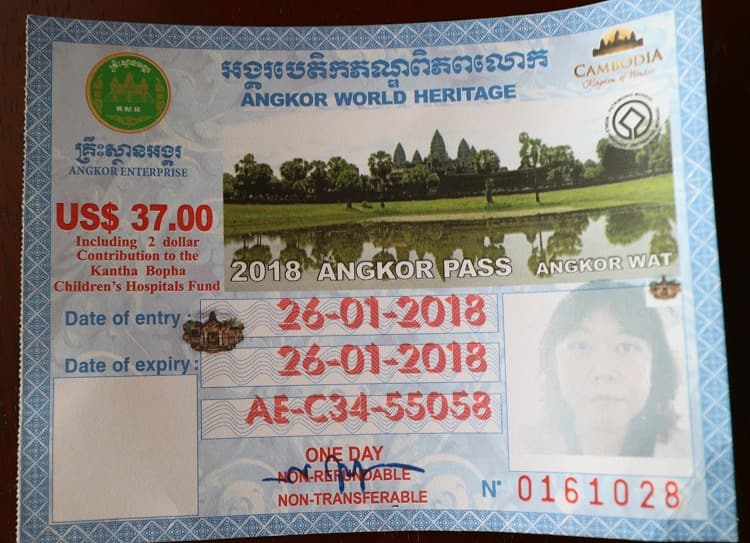 អង្គរបេតិកភណ្ឌពិភពលោក
ANGKOR WORLD HERITAGE
CAMBODIA
Kingdom of Wonder
គ្រឹះស្ថានអង្គរ
ANGKOR ENTERPRISE
US$ 37.00
Including 2 dollar
Contribution to the
Kantha Bopha
Children's Hospitals Fund
2018 ANGKOR PASS ANGKOR WAT
Date of entry : 26-01-2018
Date of expiry : 26-01-2018
AE-C34-55058
ONE DAY
NON-REFUNDABLE
NON-TRANSFERABLE
N° 0161028